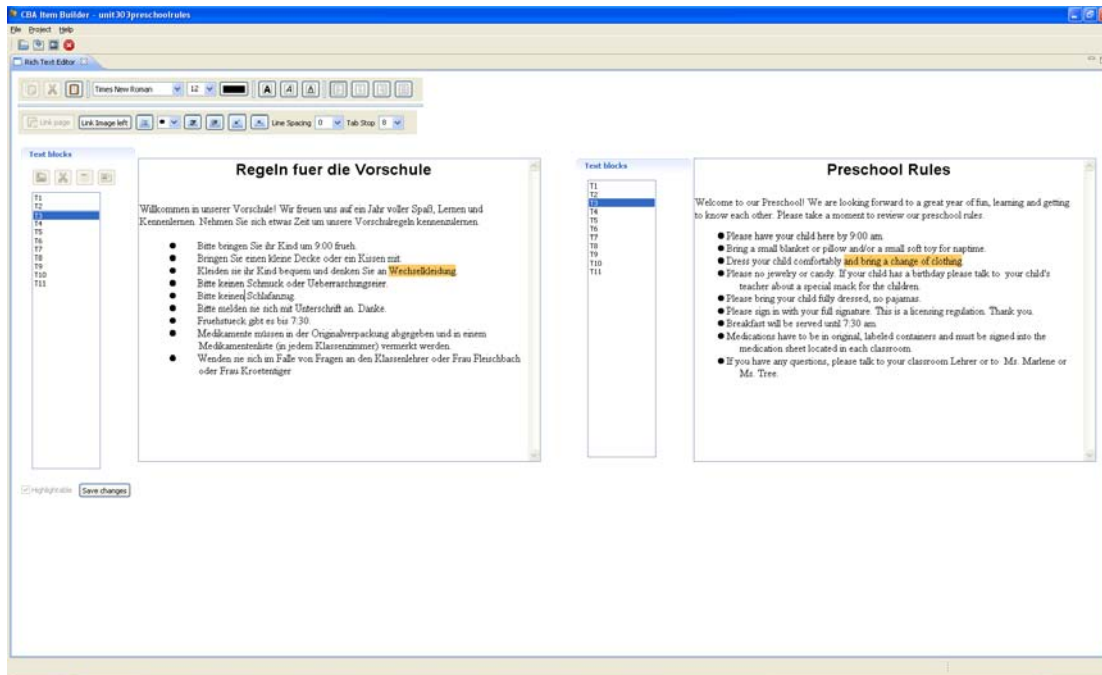 CBA Item Builder - unit303preschoolrules
File Project Help
Rich Text Editor
Times New Roman 12 A A A
Link page Link Image left Line Spacing 0 Tab Stop 8
Text blocks
T1
T2
T3
T4
T5
T6
T7
T8
T9
T10
T11
Regeln fuer die Vorschule
Willkommen in unserer Vorschule! Wir freuen uns auf ein Jahr voller Spaß, Lernen und
Kennenlernen. Nehmen Sie sich etwas Zeit um unsere Vorschulregeln kennenzulernen.
● Bitte bringen Sie ihr Kind um 9:00 frueh.
● Bringen Sie einen kleine Decke oder ein Kissen mit.
● Kleiden sie ihr Kind bequem und denken Sie an Wechselkleidung.
● Bitte keinen Schmuck oder Ueberraschungseier.
● Bitte keinen Schlafanzug.
● Bitte melden sie sich mit Unterschrift an. Danke.
● Fruehstueck gibt es bis 7:30.
● Medikamente müssen in der Originalverpackung abgegeben und in einem
Medikamentenliste (in jedem Klassenzimmer) vermerkt werden.
● Wenden sie sich im Falle von Fragen an den Klassenlehrer oder Frau Fleischbach
oder Frau Kroetentiger
Highlightable Save changes
Text blocks
T1
T2
T3
T4
T5
T6
T7
T8
T9
T10
T11
Preschool Rules
Welcome to our Preschool! We are looking forward to a great year of fun, learning and getting
to know each other. Please take a moment to review our preschool rules.
● Please have your child here by 9:00 am.
● Bring a small blanket or pillow and/or a small soft toy for naptime.
● Dress your child comfortably and bring a change of clothing.
● Please no jewelry or candy. If your child has a birthday please talk to your child's
teacher about a special snack for the children.
● Please bring your child fully dressed, no pajamas.
● Please sign in with your full signature. This is a licensing regulation. Thank you.
● Breakfast will be served until 7:30 am.
● Medications have to be in original, labeled containers and must be signed into the
medication sheet located in each classroom.
● If you have any questions, please talk to your classroom Lehrer or to Ms. Marlene or
Ms. Tree.